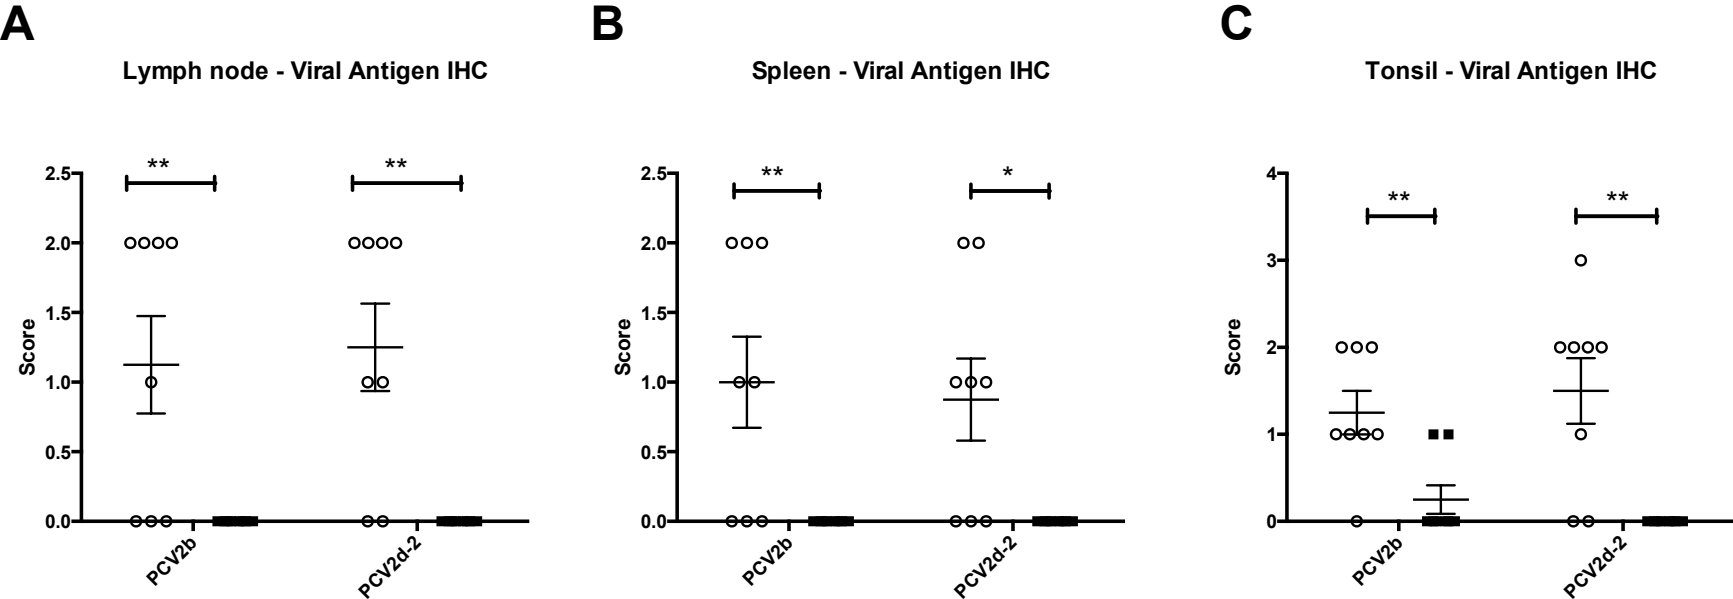 A
Lymph node - Viral Antigen IHC
**
**
2.5
2.0
1.5
1.0
0.5
0.0
Score
PCV2b
PCV2d-2
B
Spleen - Viral Antigen IHC
**
*
2.5
2.0
1.5
1.0
0.5
0.0
Score
PCV2b
PCV2d-2
C
Tonsil - Viral Antigen IHC
**
**
4
3
2
1
0
Score
PCV2b
PCV2d-2